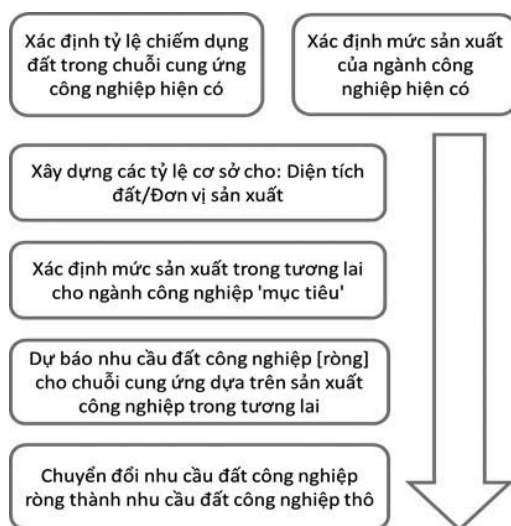 Xác định tỷ lệ chiếm dụng
đất trong chuỗi cung ứng
công nghiệp hiện có
Xác định mức sản xuất
của ngành công
nghiệp hiện có
Xây dựng các tỷ lệ cơ sở cho: Diện tích
đất/Đơn vị sản xuất
Xác định mức sản xuất trong tương lai
cho ngành công nghiệp 'mục tiêu'
Dự báo nhu cầu đất công nghiệp [ròng]
cho chuỗi cung ứng dựa trên sản xuất
công nghiệp trong tương lai
Chuyển đổi nhu cầu đất công nghiệp
ròng thành nhu cầu đất công nghiệp thô